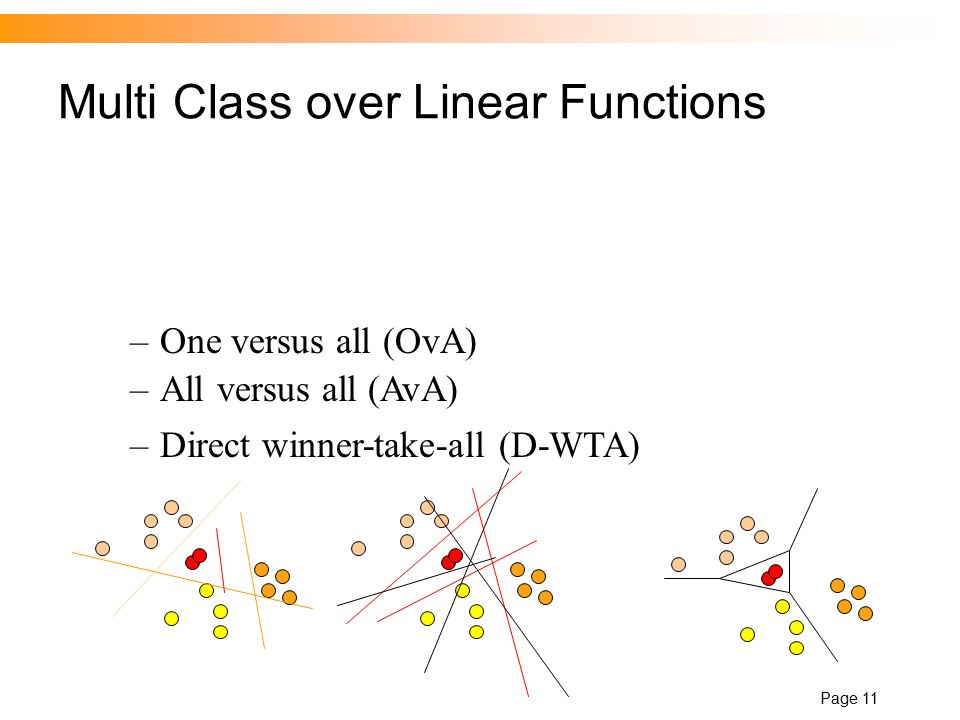 Multi Class over Linear Functions
– One versus all (OvA)
– All versus all (AvA)
– Direct winner-take-all (D-WTA)
Page 11